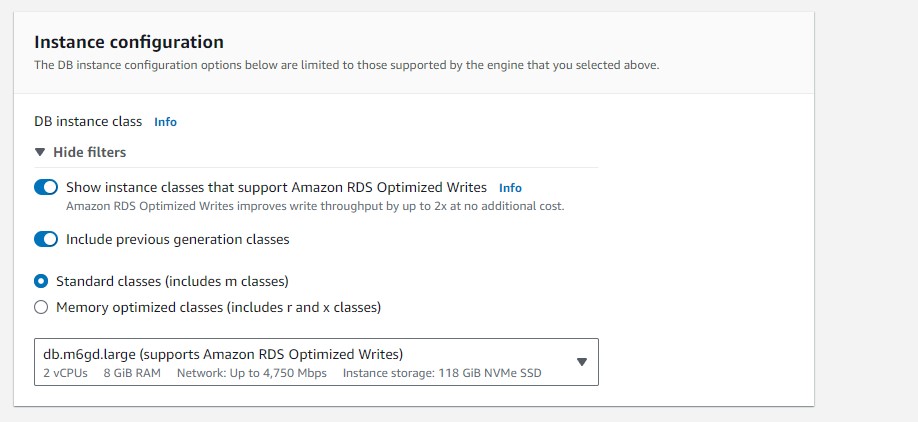 Instance configuration
The DB instance configuration options below are limited to those supported by the engine that you selected above.
DB instance class Info
Hide filters
Show instance classes that support Amazon RDS Optimized Writes Info
Amazon RDS Optimized Writes improves write throughput by up to 2x at no additional cost.
Include previous generation classes
Standard classes (includes m classes)
Memory optimized classes (includes r and x classes)
db.m6gd.large (supports Amazon RDS Optimized Writes)
2 vCPUs 8 GiB RAM Network: Up to 4,750 Mbps Instance storage: 118 GiB NVMe SSD